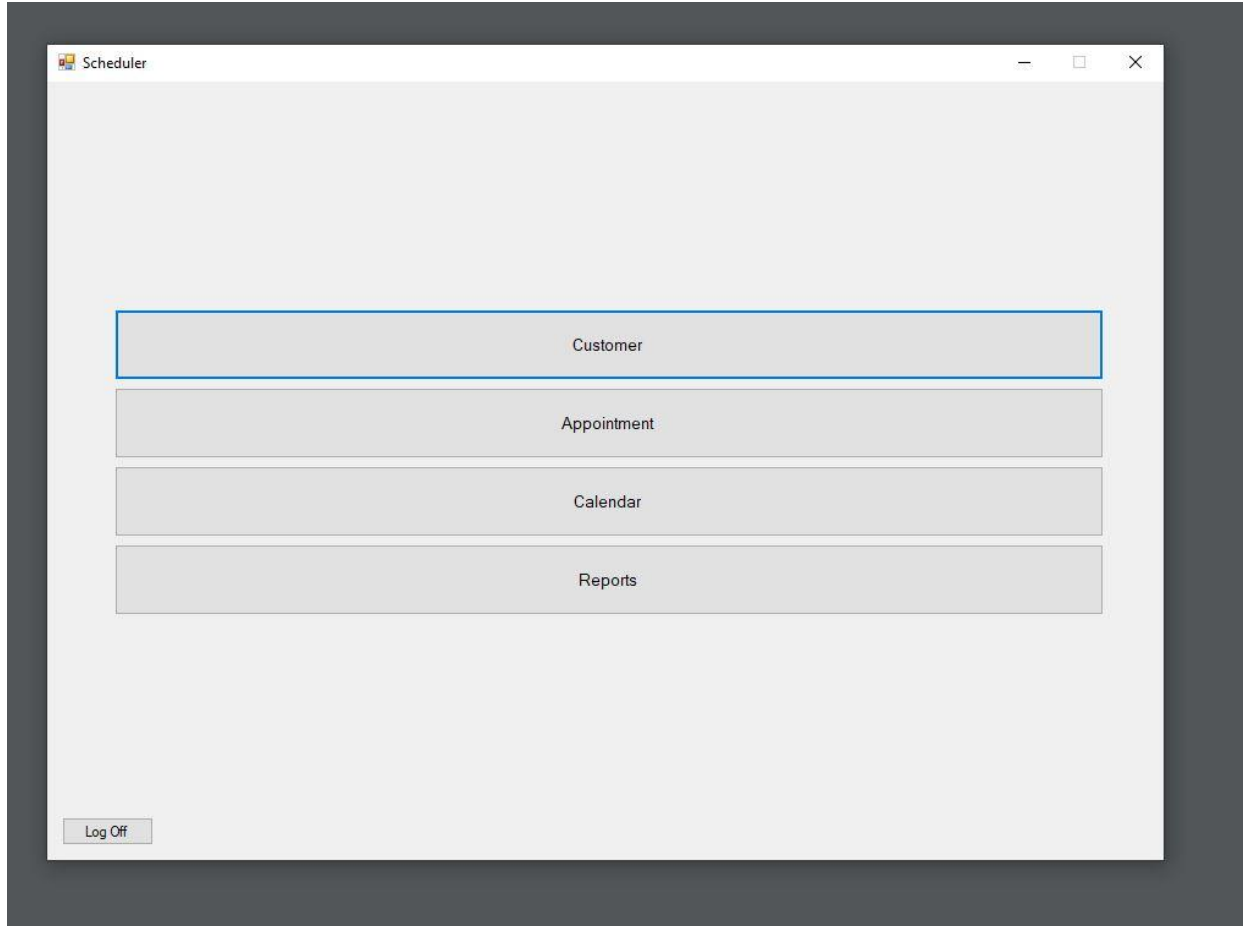 Scheduler
Customer
Appointment
Calendar
Reports
Log Off